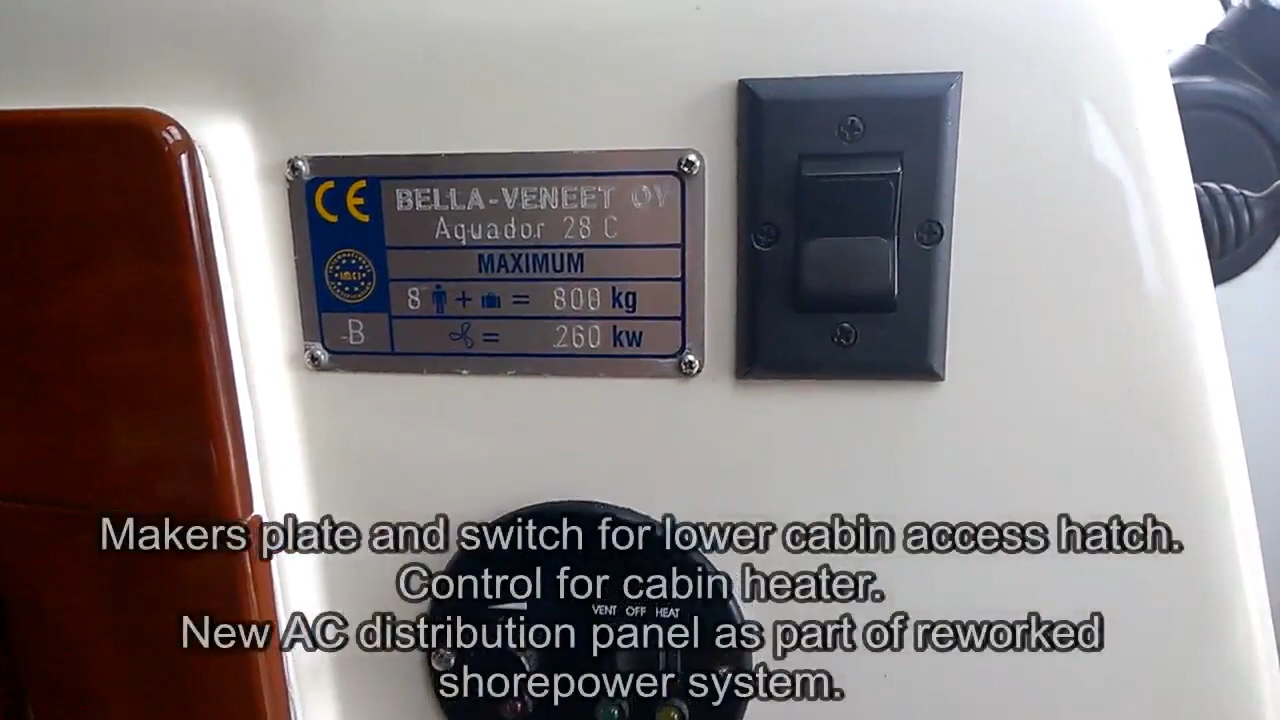 CE BELLA-VENEET OY
Aquador 28 C
MAXIMUM
I.M.C.I.
8 + = 800 kg
B = 260 kw
Makers plate and switch for lower cabin access hatch.
Control for cabin heater.
VENT OFF HEAT
New AC distribution panel as part of reworked
shorepower system.